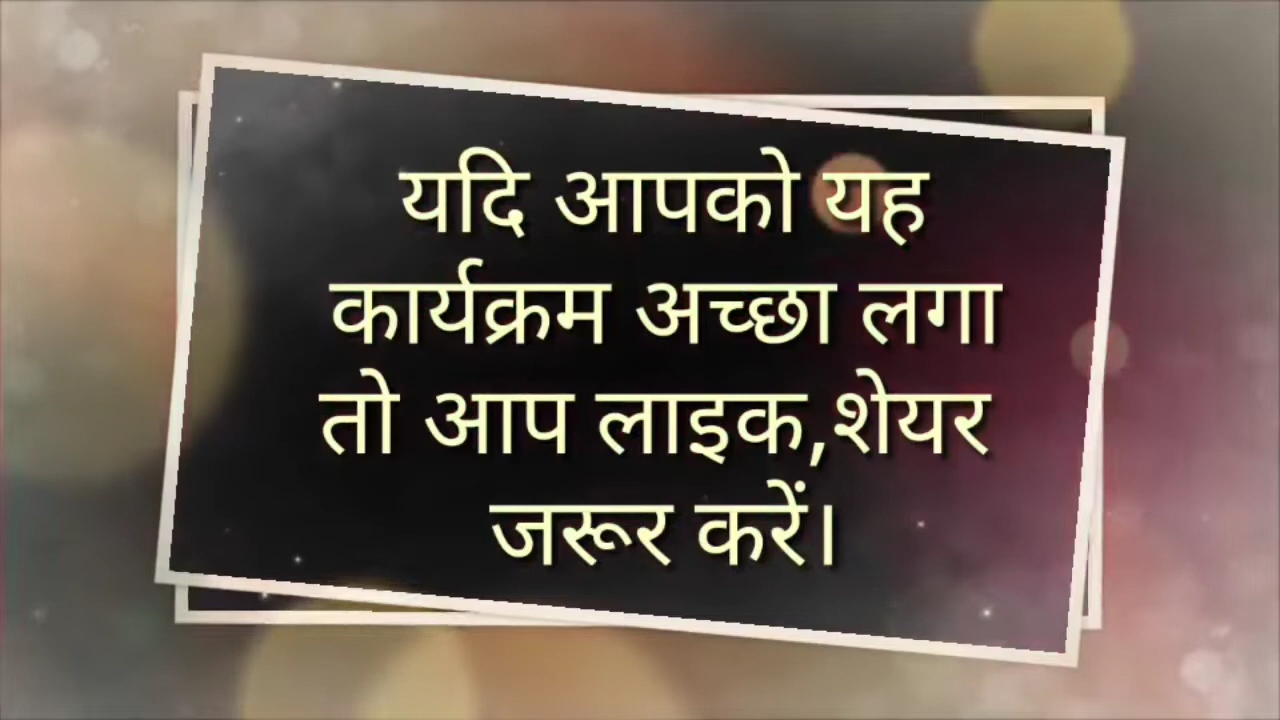 यदि आपको यह
कार्यक्रम अच्छा लगा
तो आप लाइक,शेयर
जरूर करें।